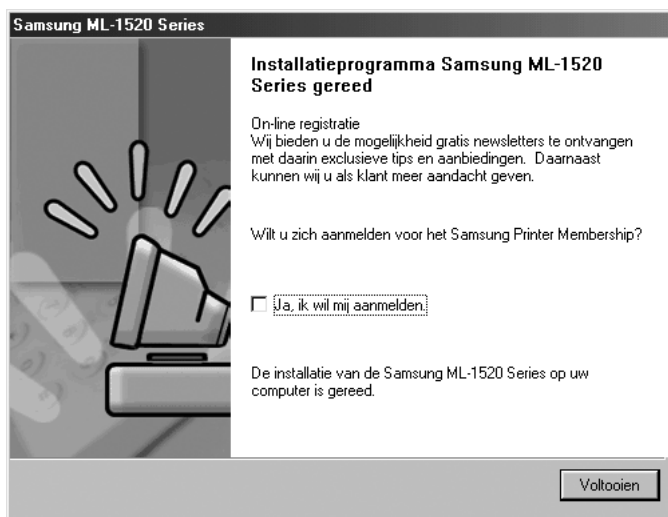 Samsung ML-1520 Series
Installatieprogramma Samsung ML-1520
Series gereed
On-line registratie
Wij bieden u de mogelijkheid gratis newsletters te ontvangen
met daarin exclusieve tips en aanbiedingen. Daarnaast
kunnen wij u als klant meer aandacht geven.
Wilt u zich aanmelden voor het Samsung Printer Membership?
Ja, ik wil mij aanmelden.
De installatie van de Samsung ML-1520 Series op uw
computer is gereed.
Voltooien